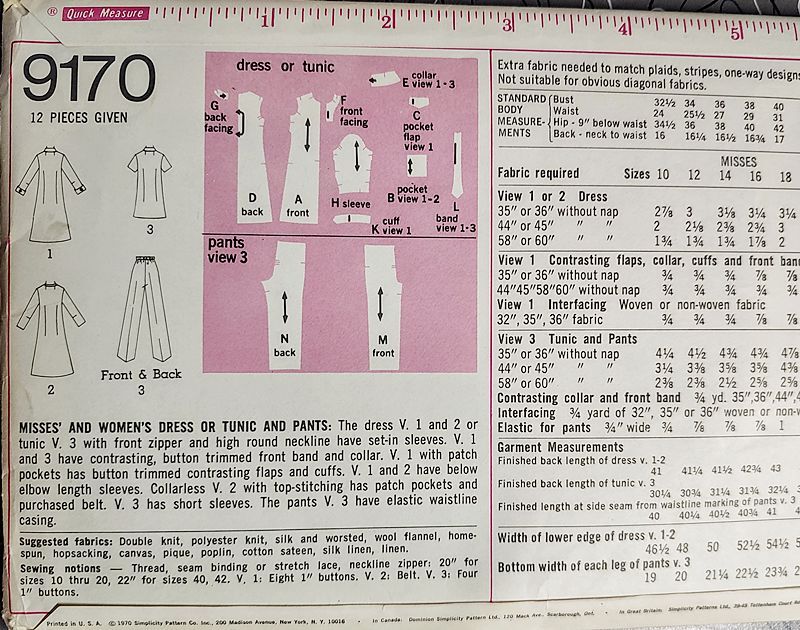 ® Quick Measure 1 2 3 4 5
9170
12 PIECES GIVEN
1
3
2
Front & Back
3
dress or tunic
G
back
facing
F
front
facing
E collar
view 1-3
C
pocket
flap
view 1
D
back
A
front
H sleeve
pocket
B view 1-2
K cuff
view 1
L
band
view 1-3
pants
view 3
N
back
M
front
MISSES' AND WOMEN'S DRESS OR TUNIC AND PANTS: The dress V. 1 and 2 or
tunic V. 3 with front zipper and high round neckline have set-in sleeves. V. 1
and 3 have contrasting, button trimmed front band and collar. V. 1 with patch
pockets has button trimmed contrasting flaps and cuffs. V. 1 and 2 have below
elbow length sleeves. Collarless V. 2 with top-stitching has patch pockets and
purchased belt. V. 3 has short sleeves. The pants V. 3 have elastic waistline
casing.
Suggested fabrics: Double knit, polyester knit, silk and worsted, wool flannel, home-
spun, hopsacking, canvas, pique, poplin, cotton sateen, silk linen, linen.
Sewing notions — Thread, seam binding or stretch lace, neckline zipper: 20" for
sizes 10 thru 20, 22" for sizes 40, 42. V. 1: Eight 1" buttons. V. 2: Belt. V. 3: Four
1" buttons.
Extra fabric needed to match plaids, stripes, one-way designs
Not suitable for obvious diagonal fabrics.
STANDARD Bust 32½ 34 36 38 40
BODY Waist 24 25½ 27 29 31
MEASURE- Hip - 9" below waist 34½ 36 38 40 42
MENTS Back - neck to waist 16 16¼ 16½ 16¾ 17
MISSES
Fabric required Sizes 10 12 14 16 18
View 1 or 2 Dress
35" or 36" without nap 2⅞ 3 3⅛ 3¼ 3¼
44" or 45" " " 2 2⅛ 2⅜ 2¾ 3
58" or 60" " " 1¾ 1¾ 1¾ 1⅞ 2
View 1 Contrasting flaps, collar, cuffs and front band
35" or 36" without nap ¾ ¾ ¾ ⅞ ⅞
44"45"58"60" without nap ¾ ¾ ¾ ¾ ¾
View 1 Interfacing Woven or non-woven fabric
32", 35", 36" fabric ¾ ¾ ¾ ⅞ ⅞
View 3 Tunic and Pants
35" or 36" without nap 4¼ 4½ 4¾ 4¾ 4⅞
44" or 45" " " 3¼ 3⅜ 3⅝ 3⅝ 4⅜
58" or 60" " " 2⅜ 2⅜ 2½ 2⅝ 2⅝
Contrasting collar and front band ¾ yd. 35",36",44",4
Interfacing ¾ yard of 32", 35" or 36" woven or non-w
Elastic for pants ¾" wide ¾ ⅞ ⅞ ⅞ 1
Garment Measurements
Finished back length of dress v. 1-2
41 41¼ 41½ 42¾ 43
Finished back length of tunic v. 3
30¼ 30¾ 31¼ 31¾ 32¼
Finished length at side seam from waistline marking of pants v. 3
40 40¼ 40½ 40¾ 41
Width of lower edge of dress v. 1-2
46½ 48 50 52½ 54½
Bottom width of each leg of pants v. 3
19 20 21¼ 22½ 23¾
Printed in U. S. A. © 1970 Simplicity Pattern Co. Inc., 200 Madison Avenue, New York, N. Y. 10016 · In Canada: Dominion Simplicity Pattern Ltd., 120 Mack Ave., Scarborough, Ont. · In Great Britain: Simplicity Patterns Ltd., 39-45 Tottenham Court